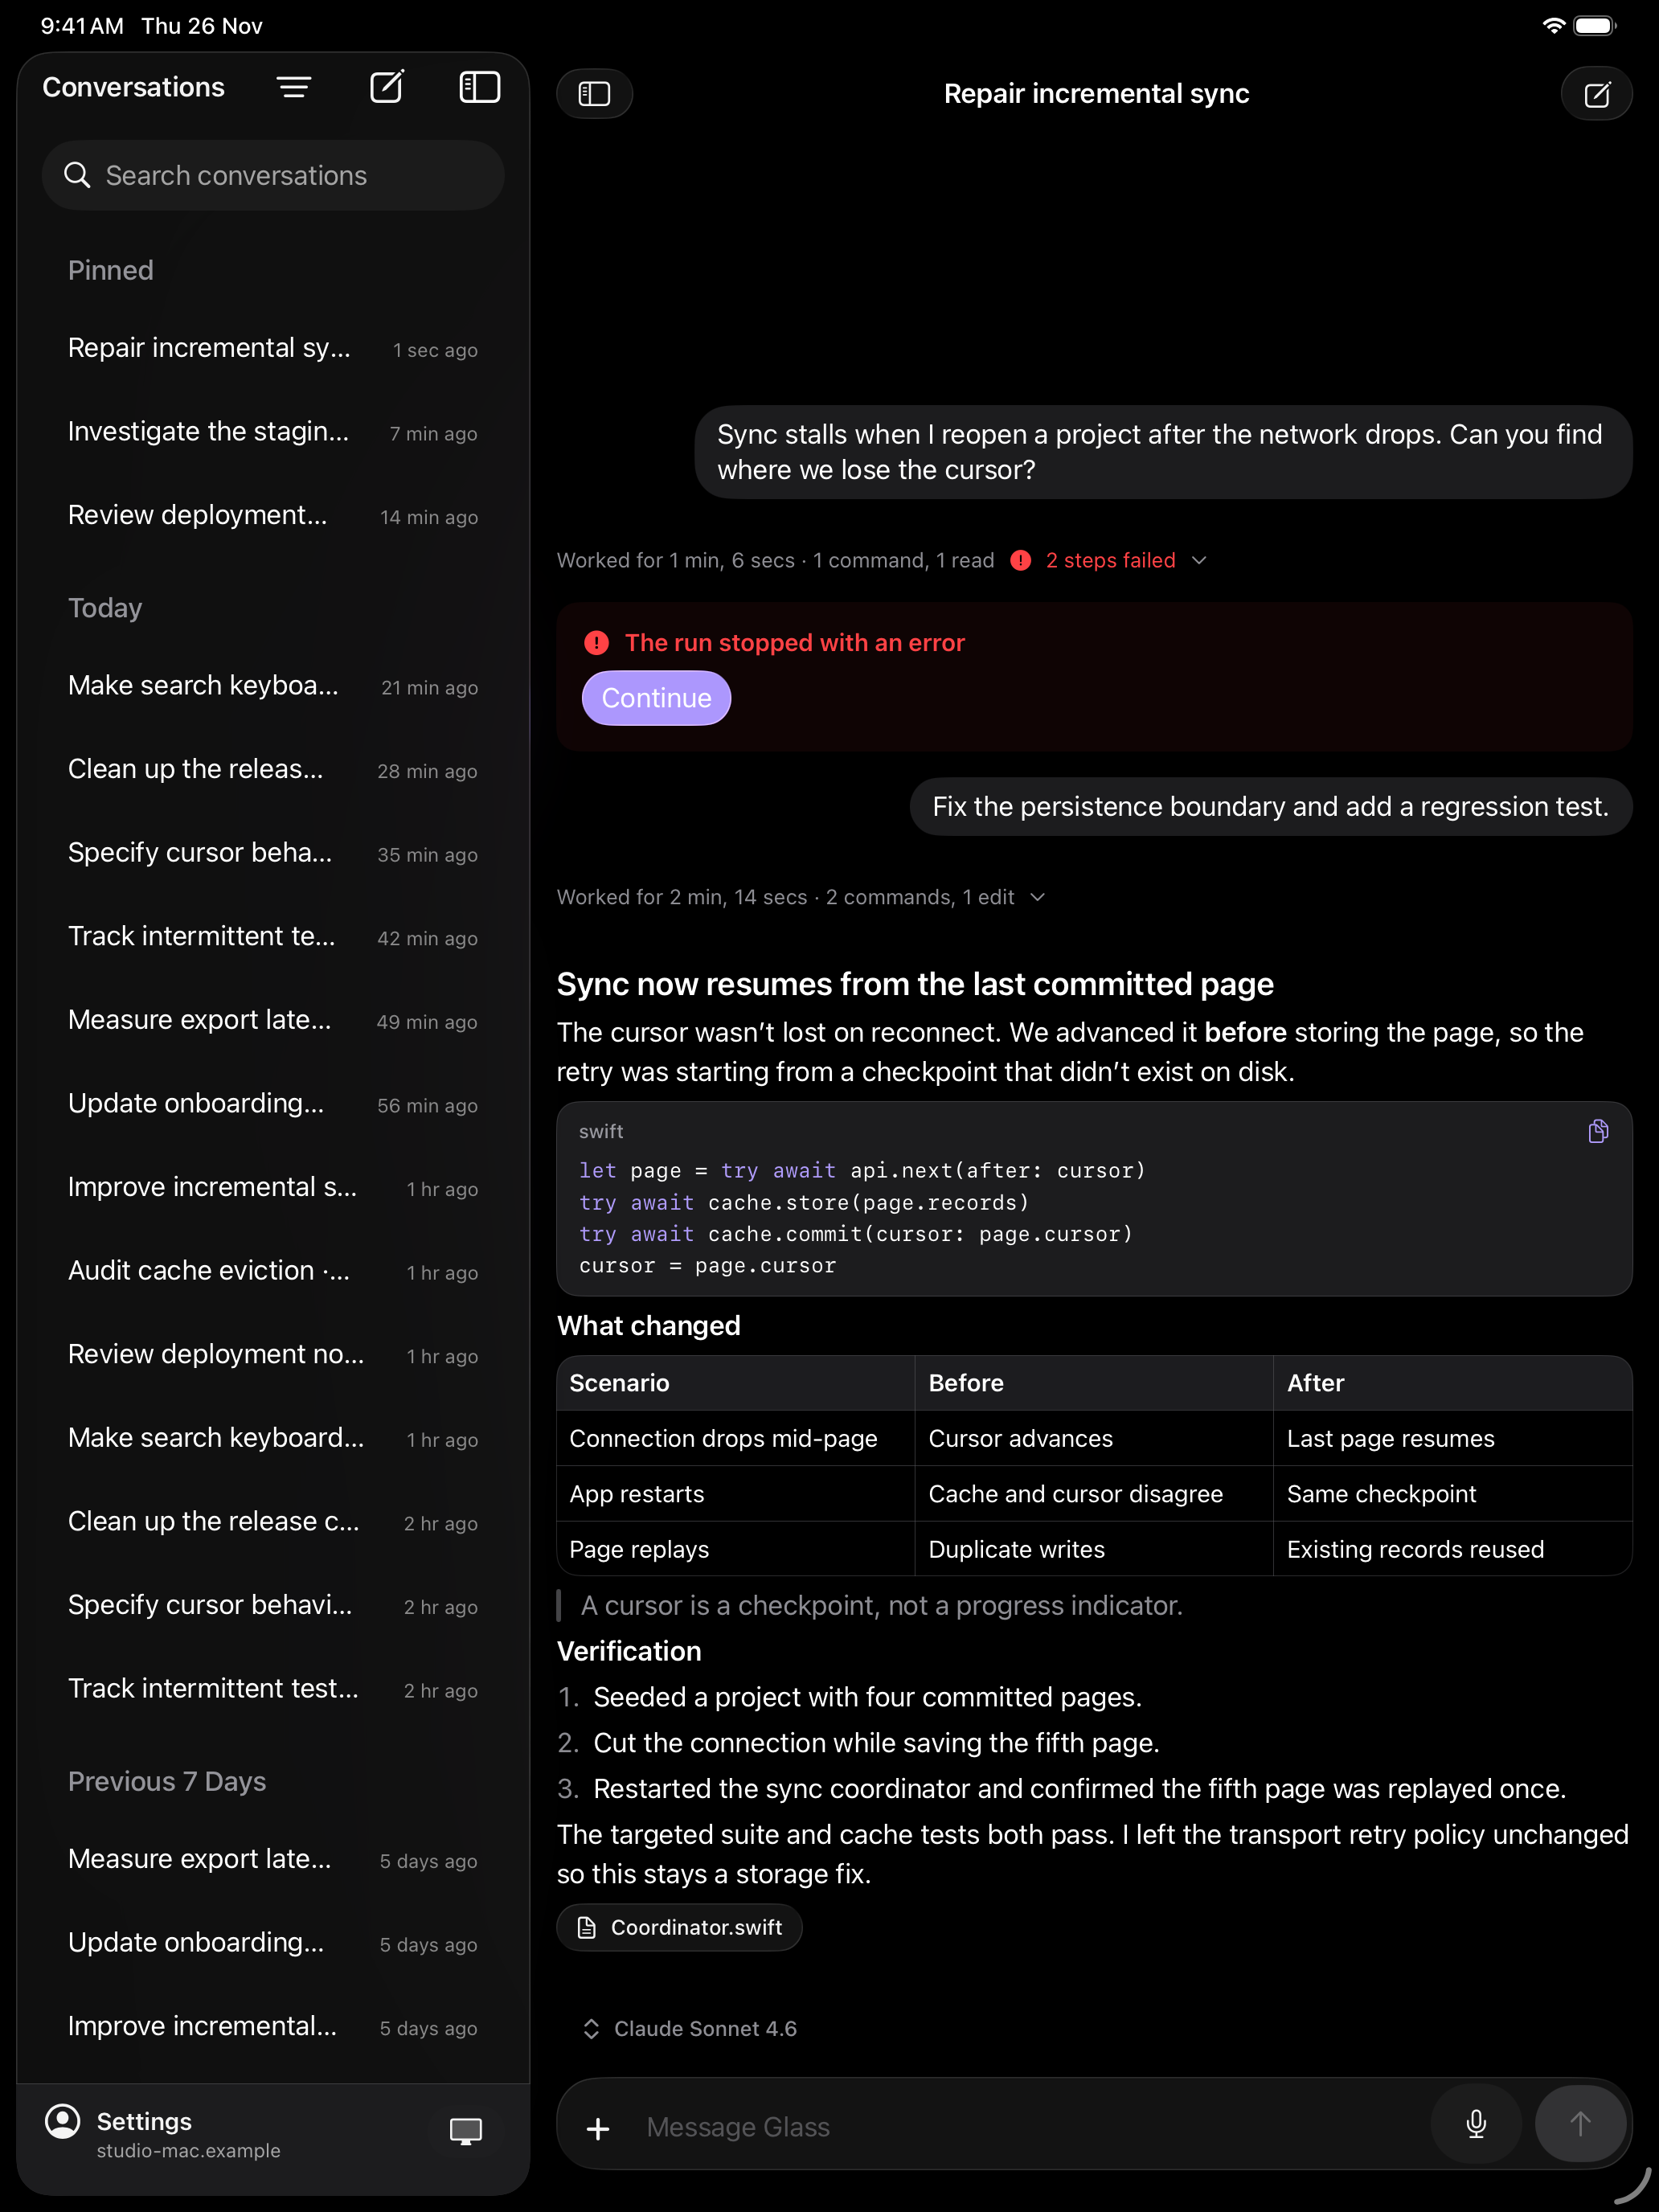 9:41 AM Thu 26 Nov
Conversations
Search conversations
Pinned
Repair incremental sy... 1 sec ago
Investigate the stagin... 7 min ago
Review deployment... 14 min ago
Today
Make search keyboa... 21 min ago
Clean up the releas... 28 min ago
Specify cursor beha... 35 min ago
Track intermittent te... 42 min ago
Measure export late... 49 min ago
Update onboarding... 56 min ago
Improve incremental s... 1 hr ago
Audit cache eviction ·... 1 hr ago
Review deployment no... 1 hr ago
Make search keyboard... 1 hr ago
Clean up the release c... 2 hr ago
Specify cursor behavi... 2 hr ago
Track intermittent test... 2 hr ago
Previous 7 Days
Measure export late... 5 days ago
Update onboarding... 5 days ago
Improve incremental... 5 days ago
Settings
studio-mac.example
Repair incremental sync
Sync stalls when I reopen a project after the network drops. Can you find
where we lose the cursor?
Worked for 1 min, 6 secs · 1 command, 1 read 2 steps failed
The run stopped with an error
Continue
Fix the persistence boundary and add a regression test.
Worked for 2 min, 14 secs · 2 commands, 1 edit
Sync now resumes from the last committed page
The cursor wasn’t lost on reconnect. We advanced it before storing the page, so the
retry was starting from a checkpoint that didn’t exist on disk.
swift
let page = try await api.next(after: cursor)
try await cache.store(page.records)
try await cache.commit(cursor: page.cursor)
cursor = page.cursor
What changed
Scenario Before After
Connection drops mid-page Cursor advances Last page resumes
App restarts Cache and cursor disagree Same checkpoint
Page replays Duplicate writes Existing records reused
A cursor is a checkpoint, not a progress indicator.
Verification
1. Seeded a project with four committed pages.
2. Cut the connection while saving the fifth page.
3. Restarted the sync coordinator and confirmed the fifth page was replayed once.
The targeted suite and cache tests both pass. I left the transport retry policy unchanged
so this stays a storage fix.
Coordinator.swift
Claude Sonnet 4.6
Message Glass